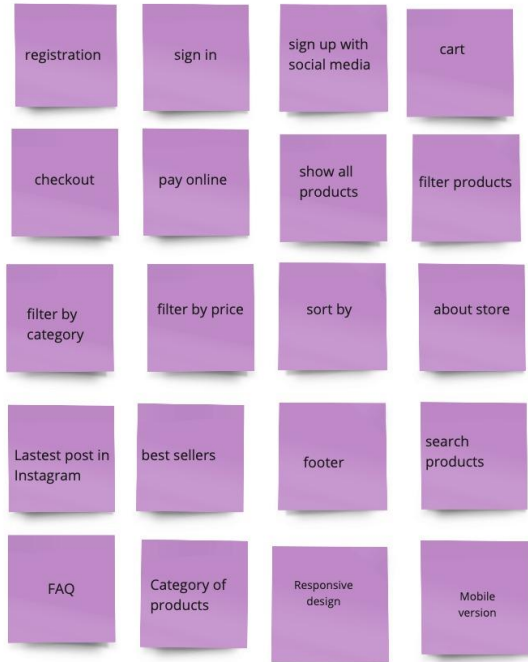 registration
sign in
sign up with
social media
cart
checkout
pay online
show all
products
filter products
filter by
category
filter by price
sort by
about store
Lastest post in
Instagram
best sellers
footer
search
products
FAQ
Category of
products
Responsive
design
Mobile
version